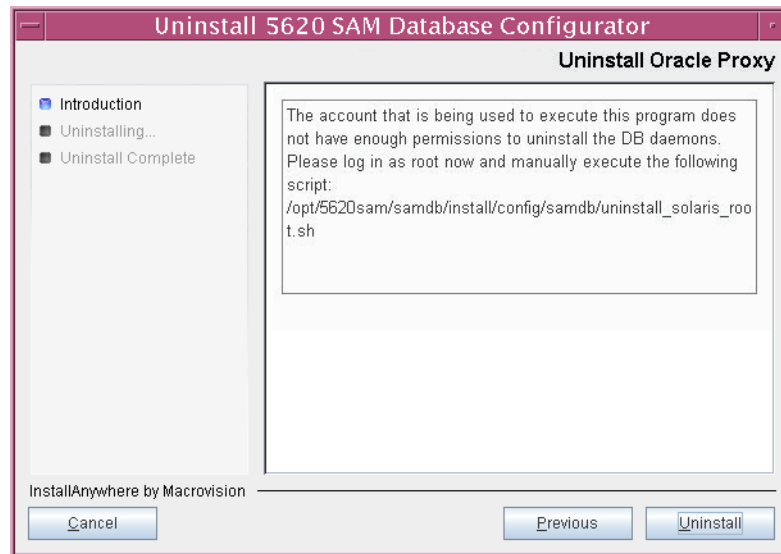 Uninstall 5620 SAM Database Configurator
Uninstall Oracle Proxy
Introduction
Uninstalling...
Uninstall Complete
The account that is being used to execute this program does
not have enough permissions to uninstall the DB daemons.
Please log in as root now and manually execute the following
script:
/opt/5620sam/samdb/install/config/samdb/uninstall_solaris_roo
t.sh
InstallAnywhere by Macrovision
Cancel
Previous
Uninstall